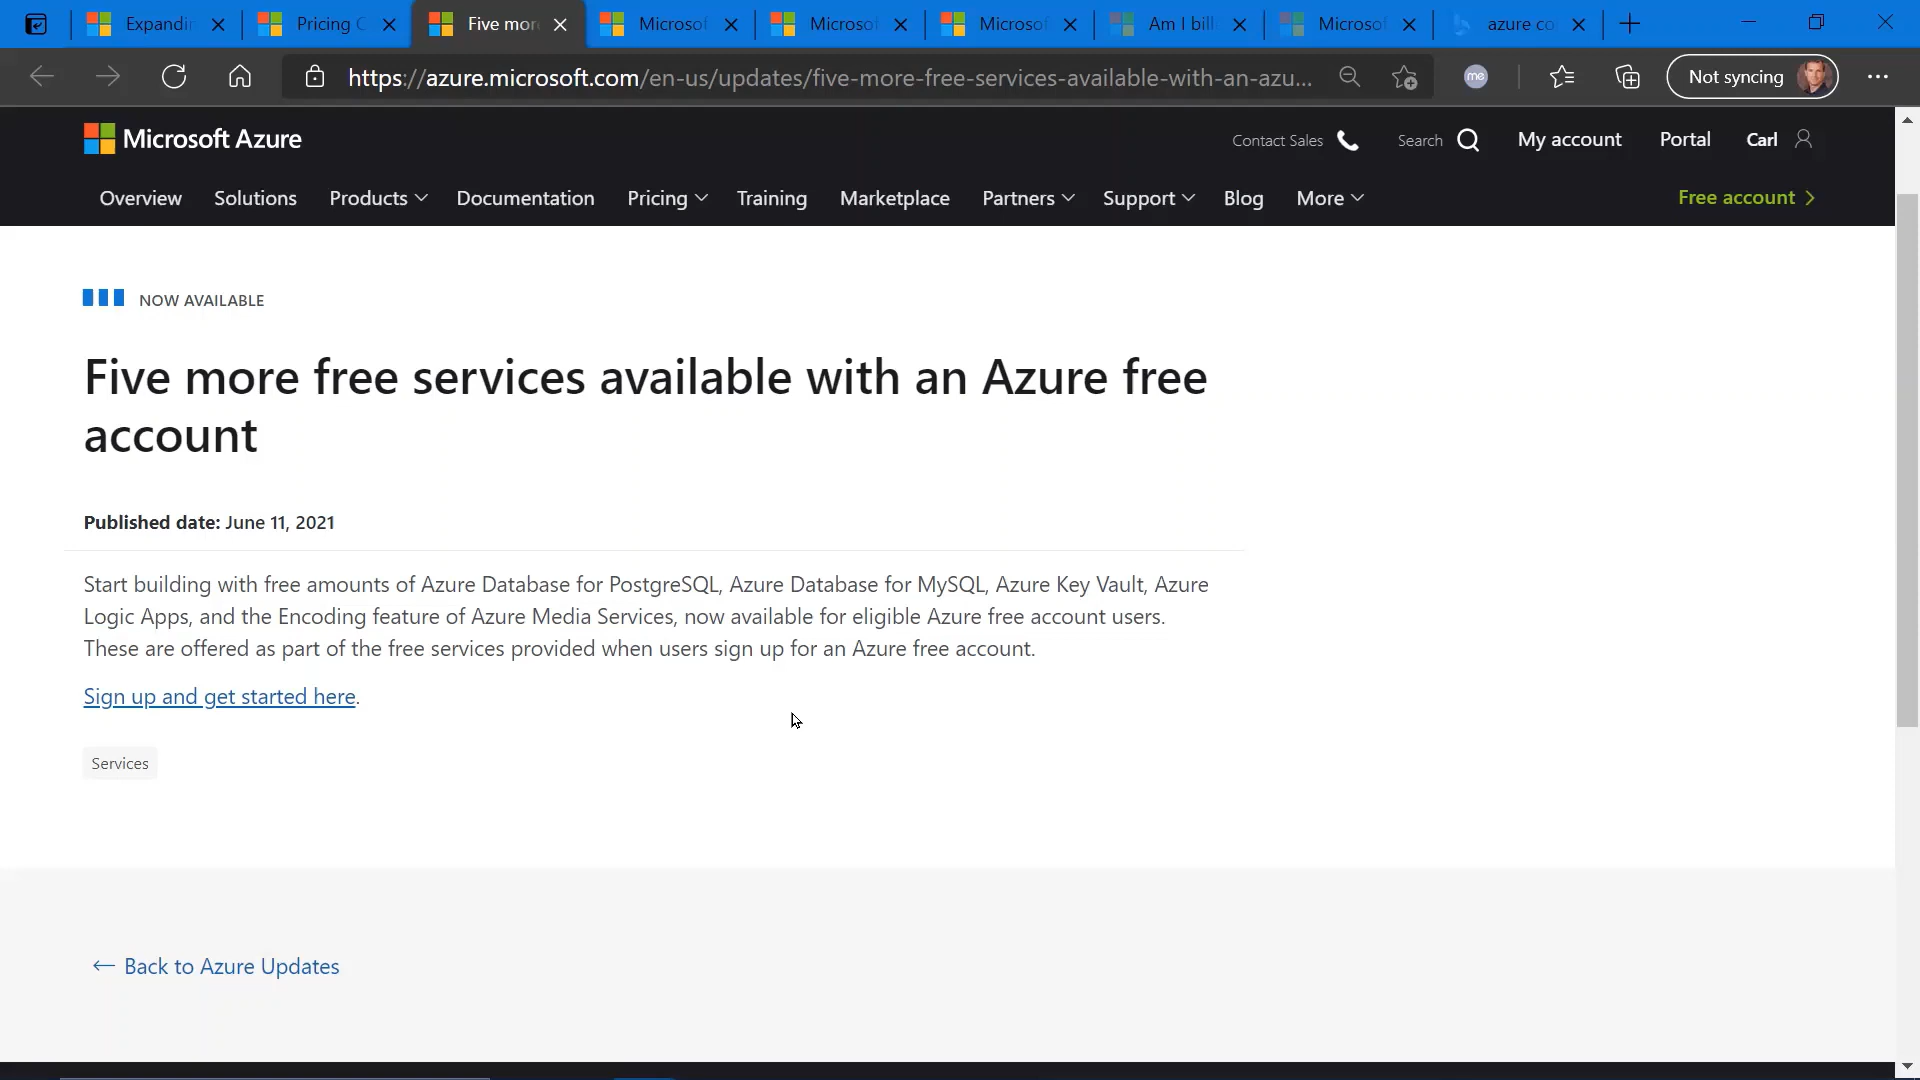 Expandin
Pricing C
Five mor
Microsof
Microsof
Microsof
Am I bill
Microsof
azure co
https://azure.microsoft.com/en-us/updates/five-more-free-services-available-with-an-azu...
me
Not syncing
Microsoft Azure
Contact Sales
Search
My account
Portal
Carl
Overview
Solutions
Products
Documentation
Pricing
Training
Marketplace
Partners
Support
Blog
More
Free account
NOW AVAILABLE
Five more free services available with an Azure free
account
Published date: June 11, 2021
Start building with free amounts of Azure Database for PostgreSQL, Azure Database for MySQL, Azure Key Vault, Azure
Logic Apps, and the Encoding feature of Azure Media Services, now available for eligible Azure free account users.
These are offered as part of the free services provided when users sign up for an Azure free account.
Sign up and get started here.
Services
Back to Azure Updates